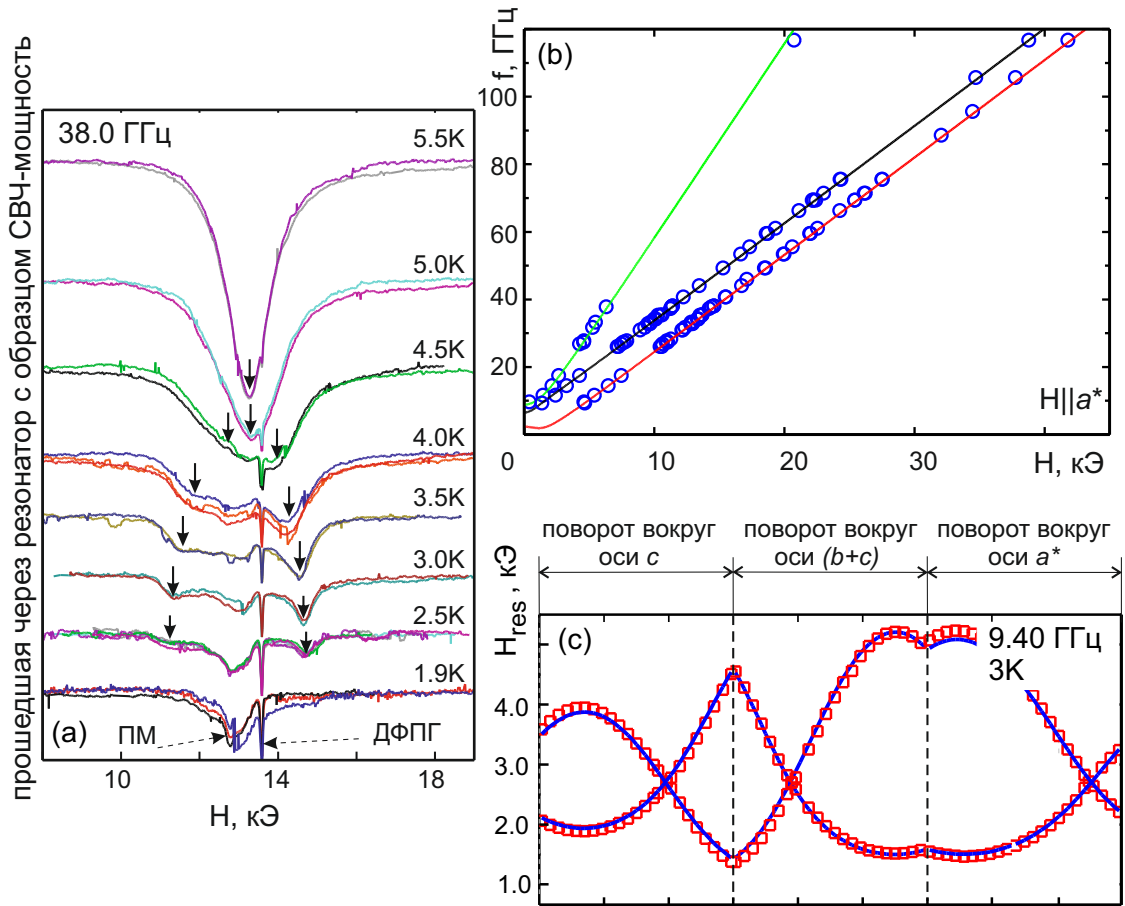 прошедшая через резонатор с образцом СВЧ-мощность
38.0 ГГц
5.5K
5.0K
4.5K
4.0K
3.5K
3.0K
2.5K
1.9K
(a)
ПМ
ДФПГ
10
14
18
H, кЭ
(b)
f, ГГц
100
80
60
40
20
H||a*
0
10
20
30
H, кЭ
поворот вокруг
оси c
поворот вокруг
оси (b+c)
поворот вокруг
оси a*
Hres, кЭ
(c)
9.40 ГГц
3K
4.0
3.0
2.0
1.0